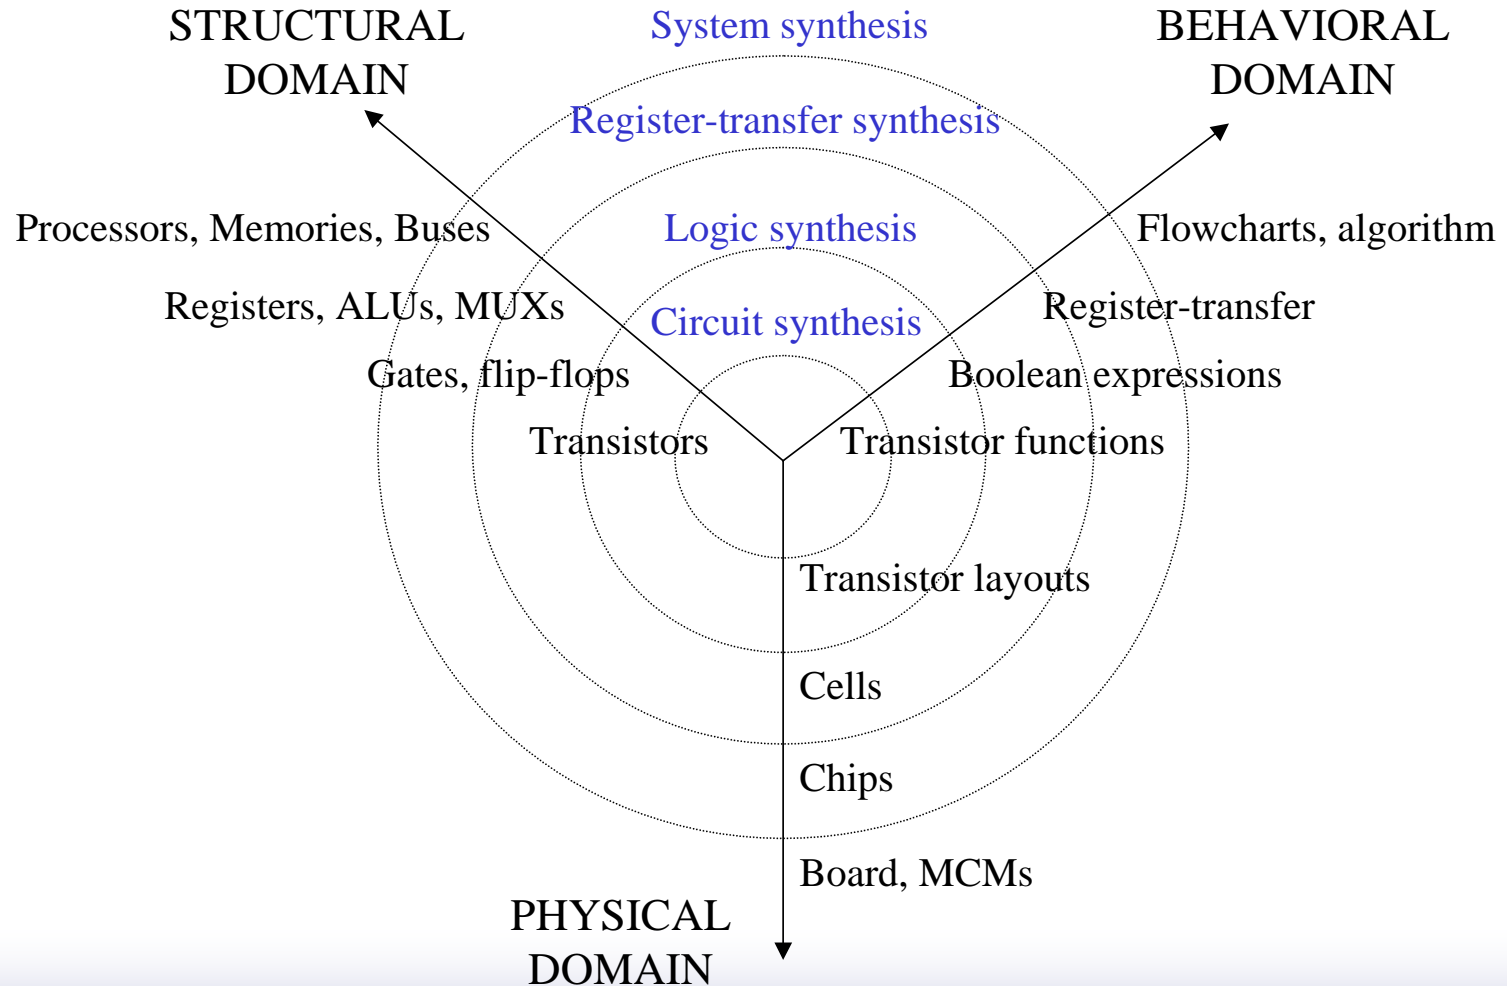 STRUCTURAL
DOMAIN
System synthesis
BEHAVIORAL
DOMAIN
Register-transfer synthesis
Processors, Memories, Buses
Logic synthesis
Flowcharts, algorithm
Registers, ALUs, MUXs
Circuit synthesis
Register-transfer
Gates, flip-flops
Boolean expressions
Transistors
Transistor functions
Transistor layouts
Cells
Chips
Board, MCMs
PHYSICAL
DOMAIN